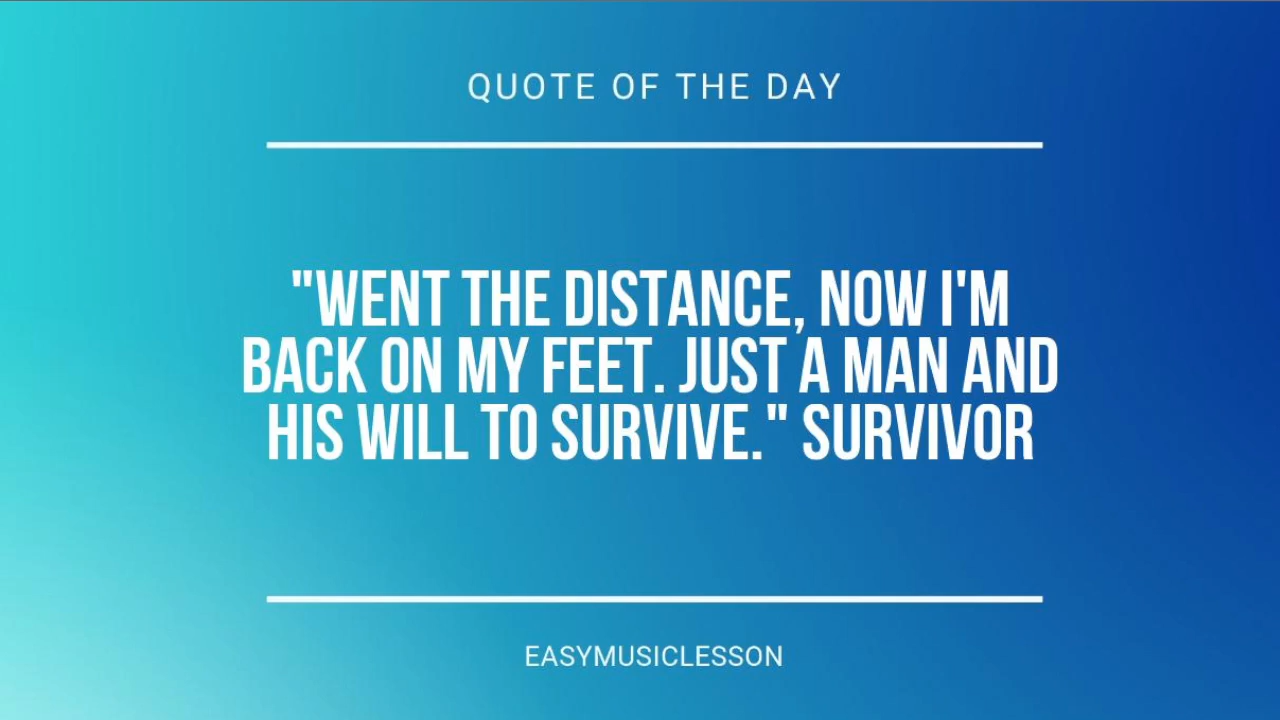 QUOTE OF THE DAY
"WENT THE DISTANCE, NOW I'M
BACK ON MY FEET. JUST A MAN AND
HIS WILL TO SURVIVE." SURVIVOR
EASYMUSICLESSON